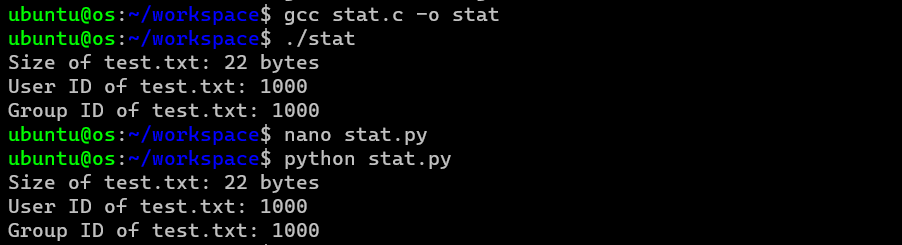 ubuntu@os:~/workspace$ gcc stat.c -o stat
ubuntu@os:~/workspace$ ./stat
Size of test.txt: 22 bytes
User ID of test.txt: 1000
Group ID of test.txt: 1000
ubuntu@os:~/workspace$ nano stat.py
ubuntu@os:~/workspace$ python stat.py
Size of test.txt: 22 bytes
User ID of test.txt: 1000
Group ID of test.txt: 1000